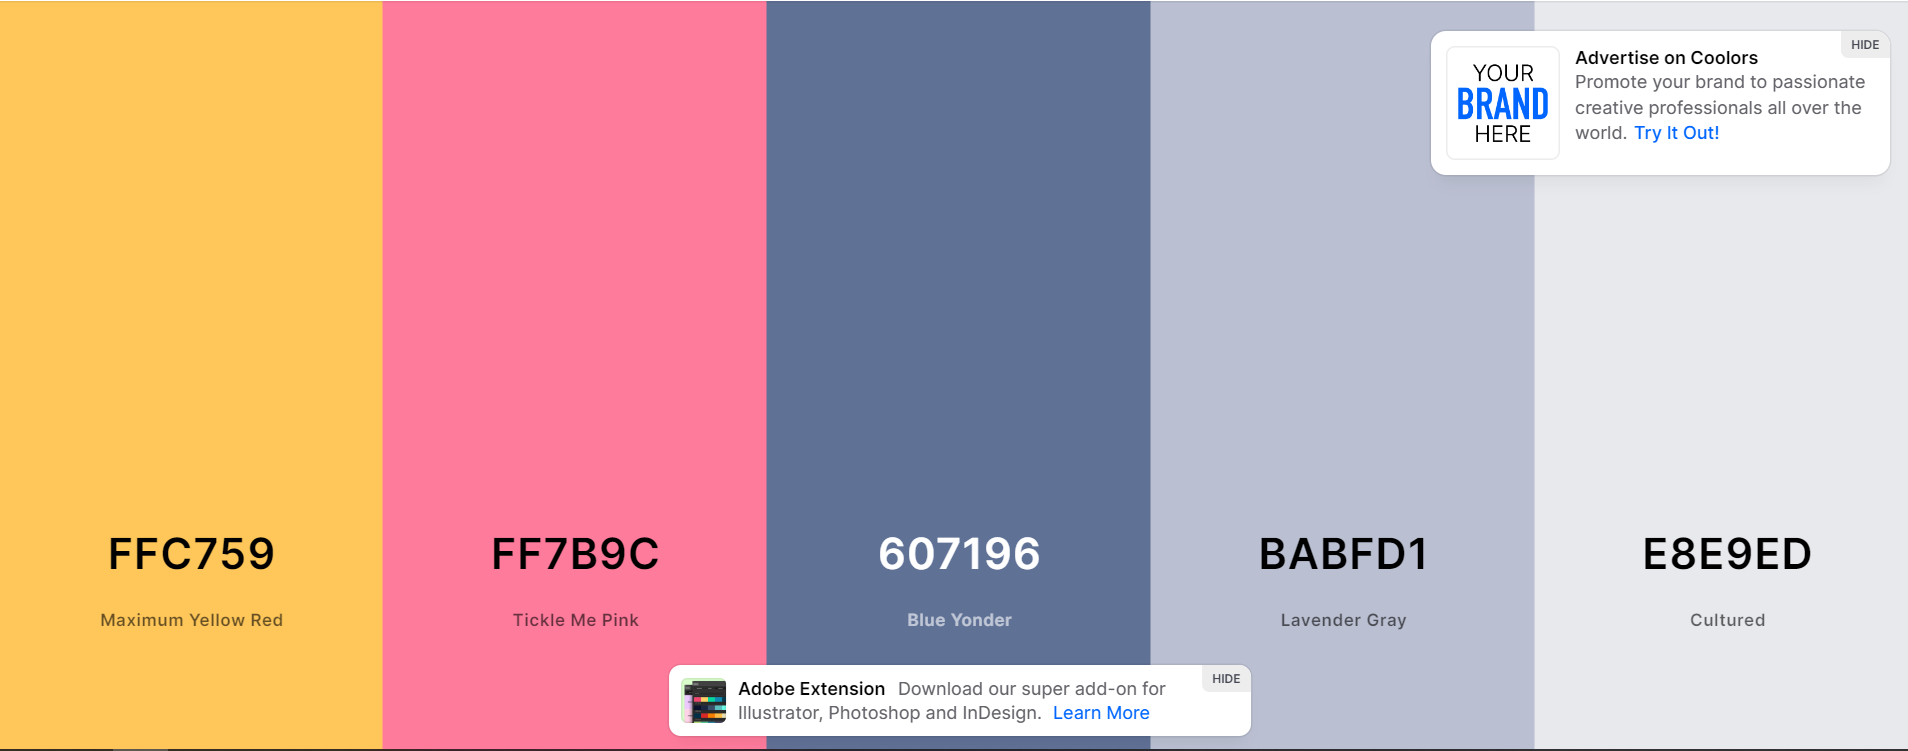 HIDE
YOUR
BRAND
HERE
Advertise on Coolors
Promote your brand to passionate
creative professionals all over the
world. Try It Out!
FFC759
FF7B9C
607196
BABFD1
E8E9ED
Maximum Yellow Red
Tickle Me Pink
Blue Yonder
Lavender Gray
Cultured
HIDE
Adobe Extension Download our super add-on for
Illustrator, Photoshop and InDesign. Learn More